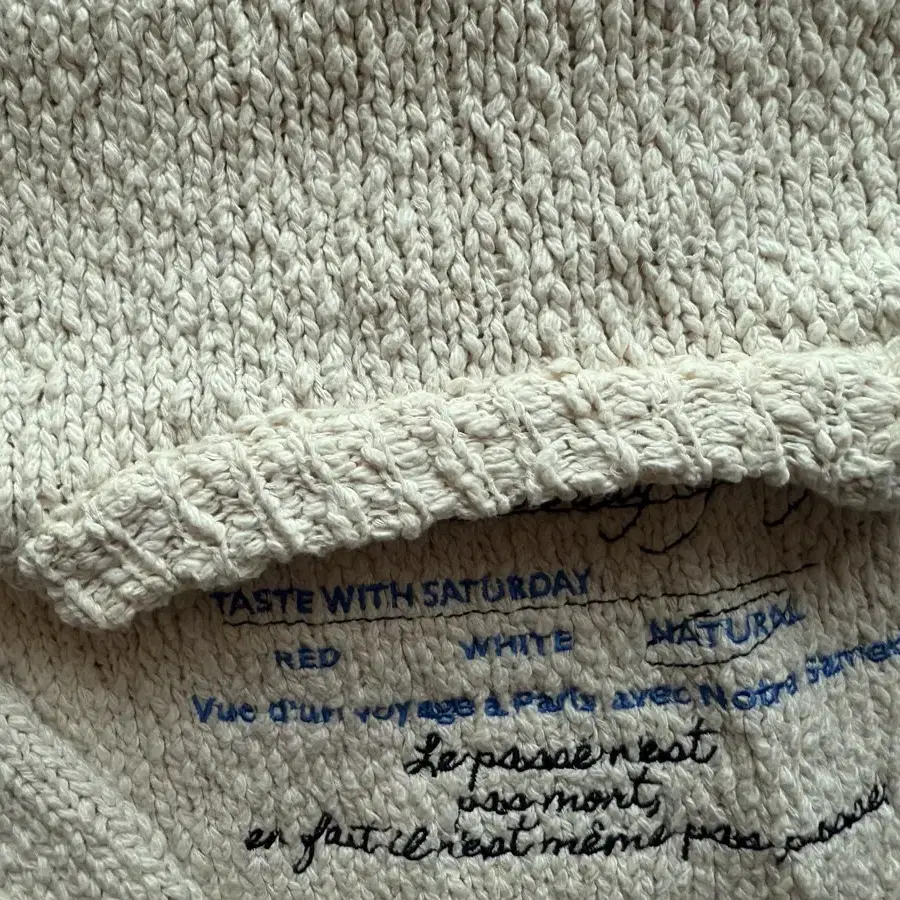 TASTE WITH SATURDAY
RED WHITE NATURAL
Vue d'un voyage à Paris avec Notre Samedi
Le passé n'est
pas mort,
en fait il n'est même pas passé.